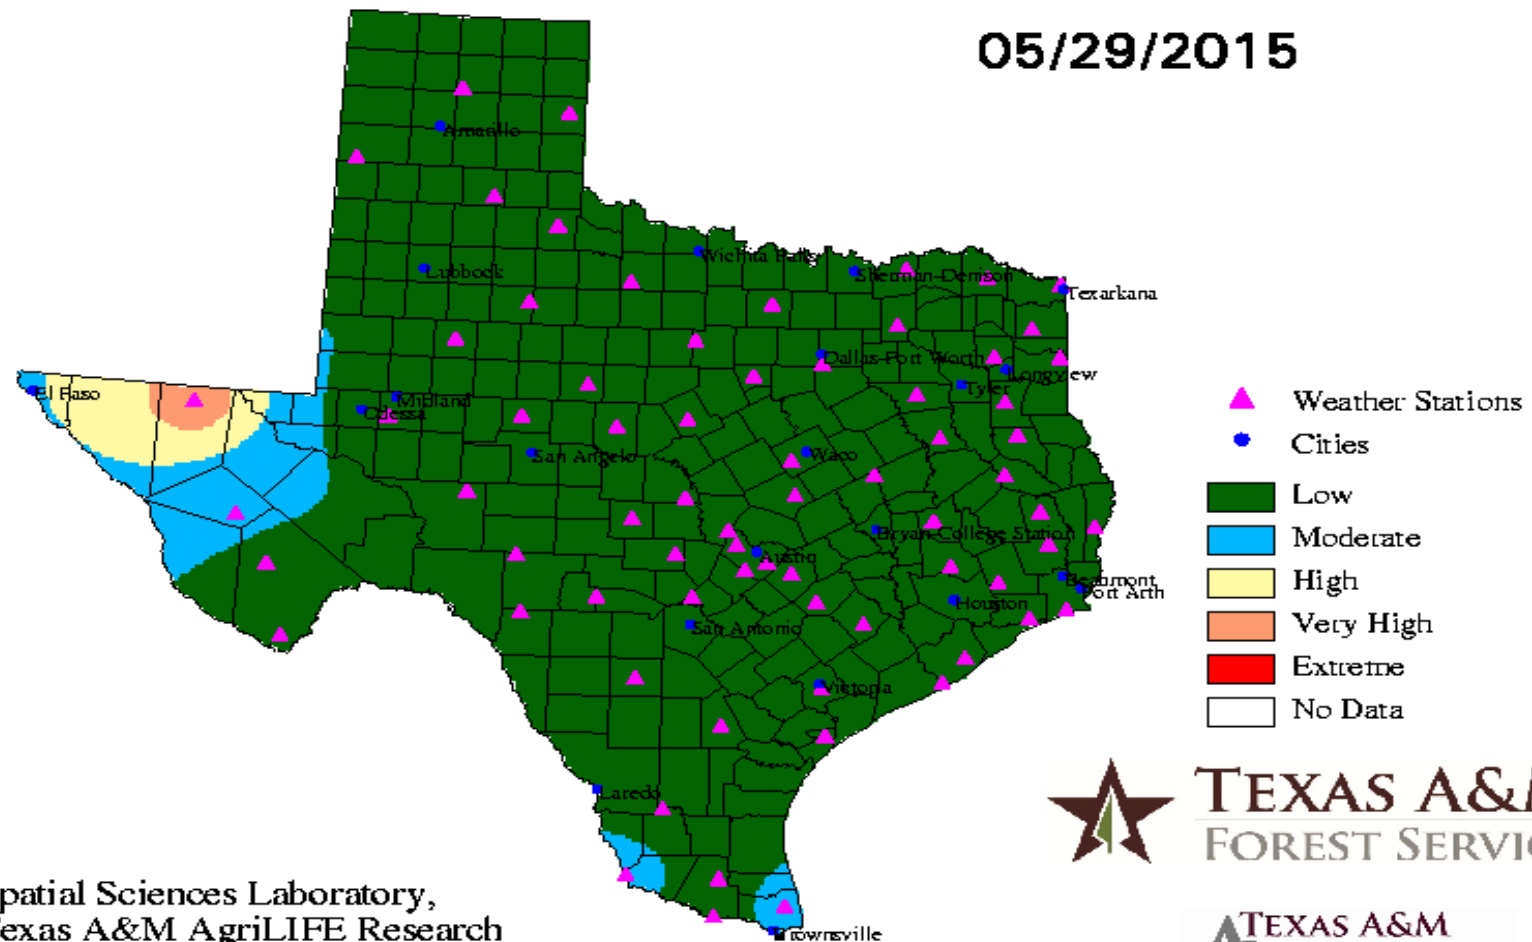 05/29/2015
Amarillo
Lubbock
Wichita Falls
Sherman-Denison
Texarkana
Dallas-Fort Worth
Longview
Tyler
El Paso
Midland
Odessa
San Angelo
Waco
Bryan-College Station
Austin
Beaumont
Port Arth
Houston
San Antonio
Victoria
Laredo
rownsville
Weather Stations
Cities
Low
Moderate
High
Very High
Extreme
No Data
TEXAS A&M
FOREST SERVIC
patial Sciences Laboratory,
exas A&M AgriLIFE Research
TEXAS A&M